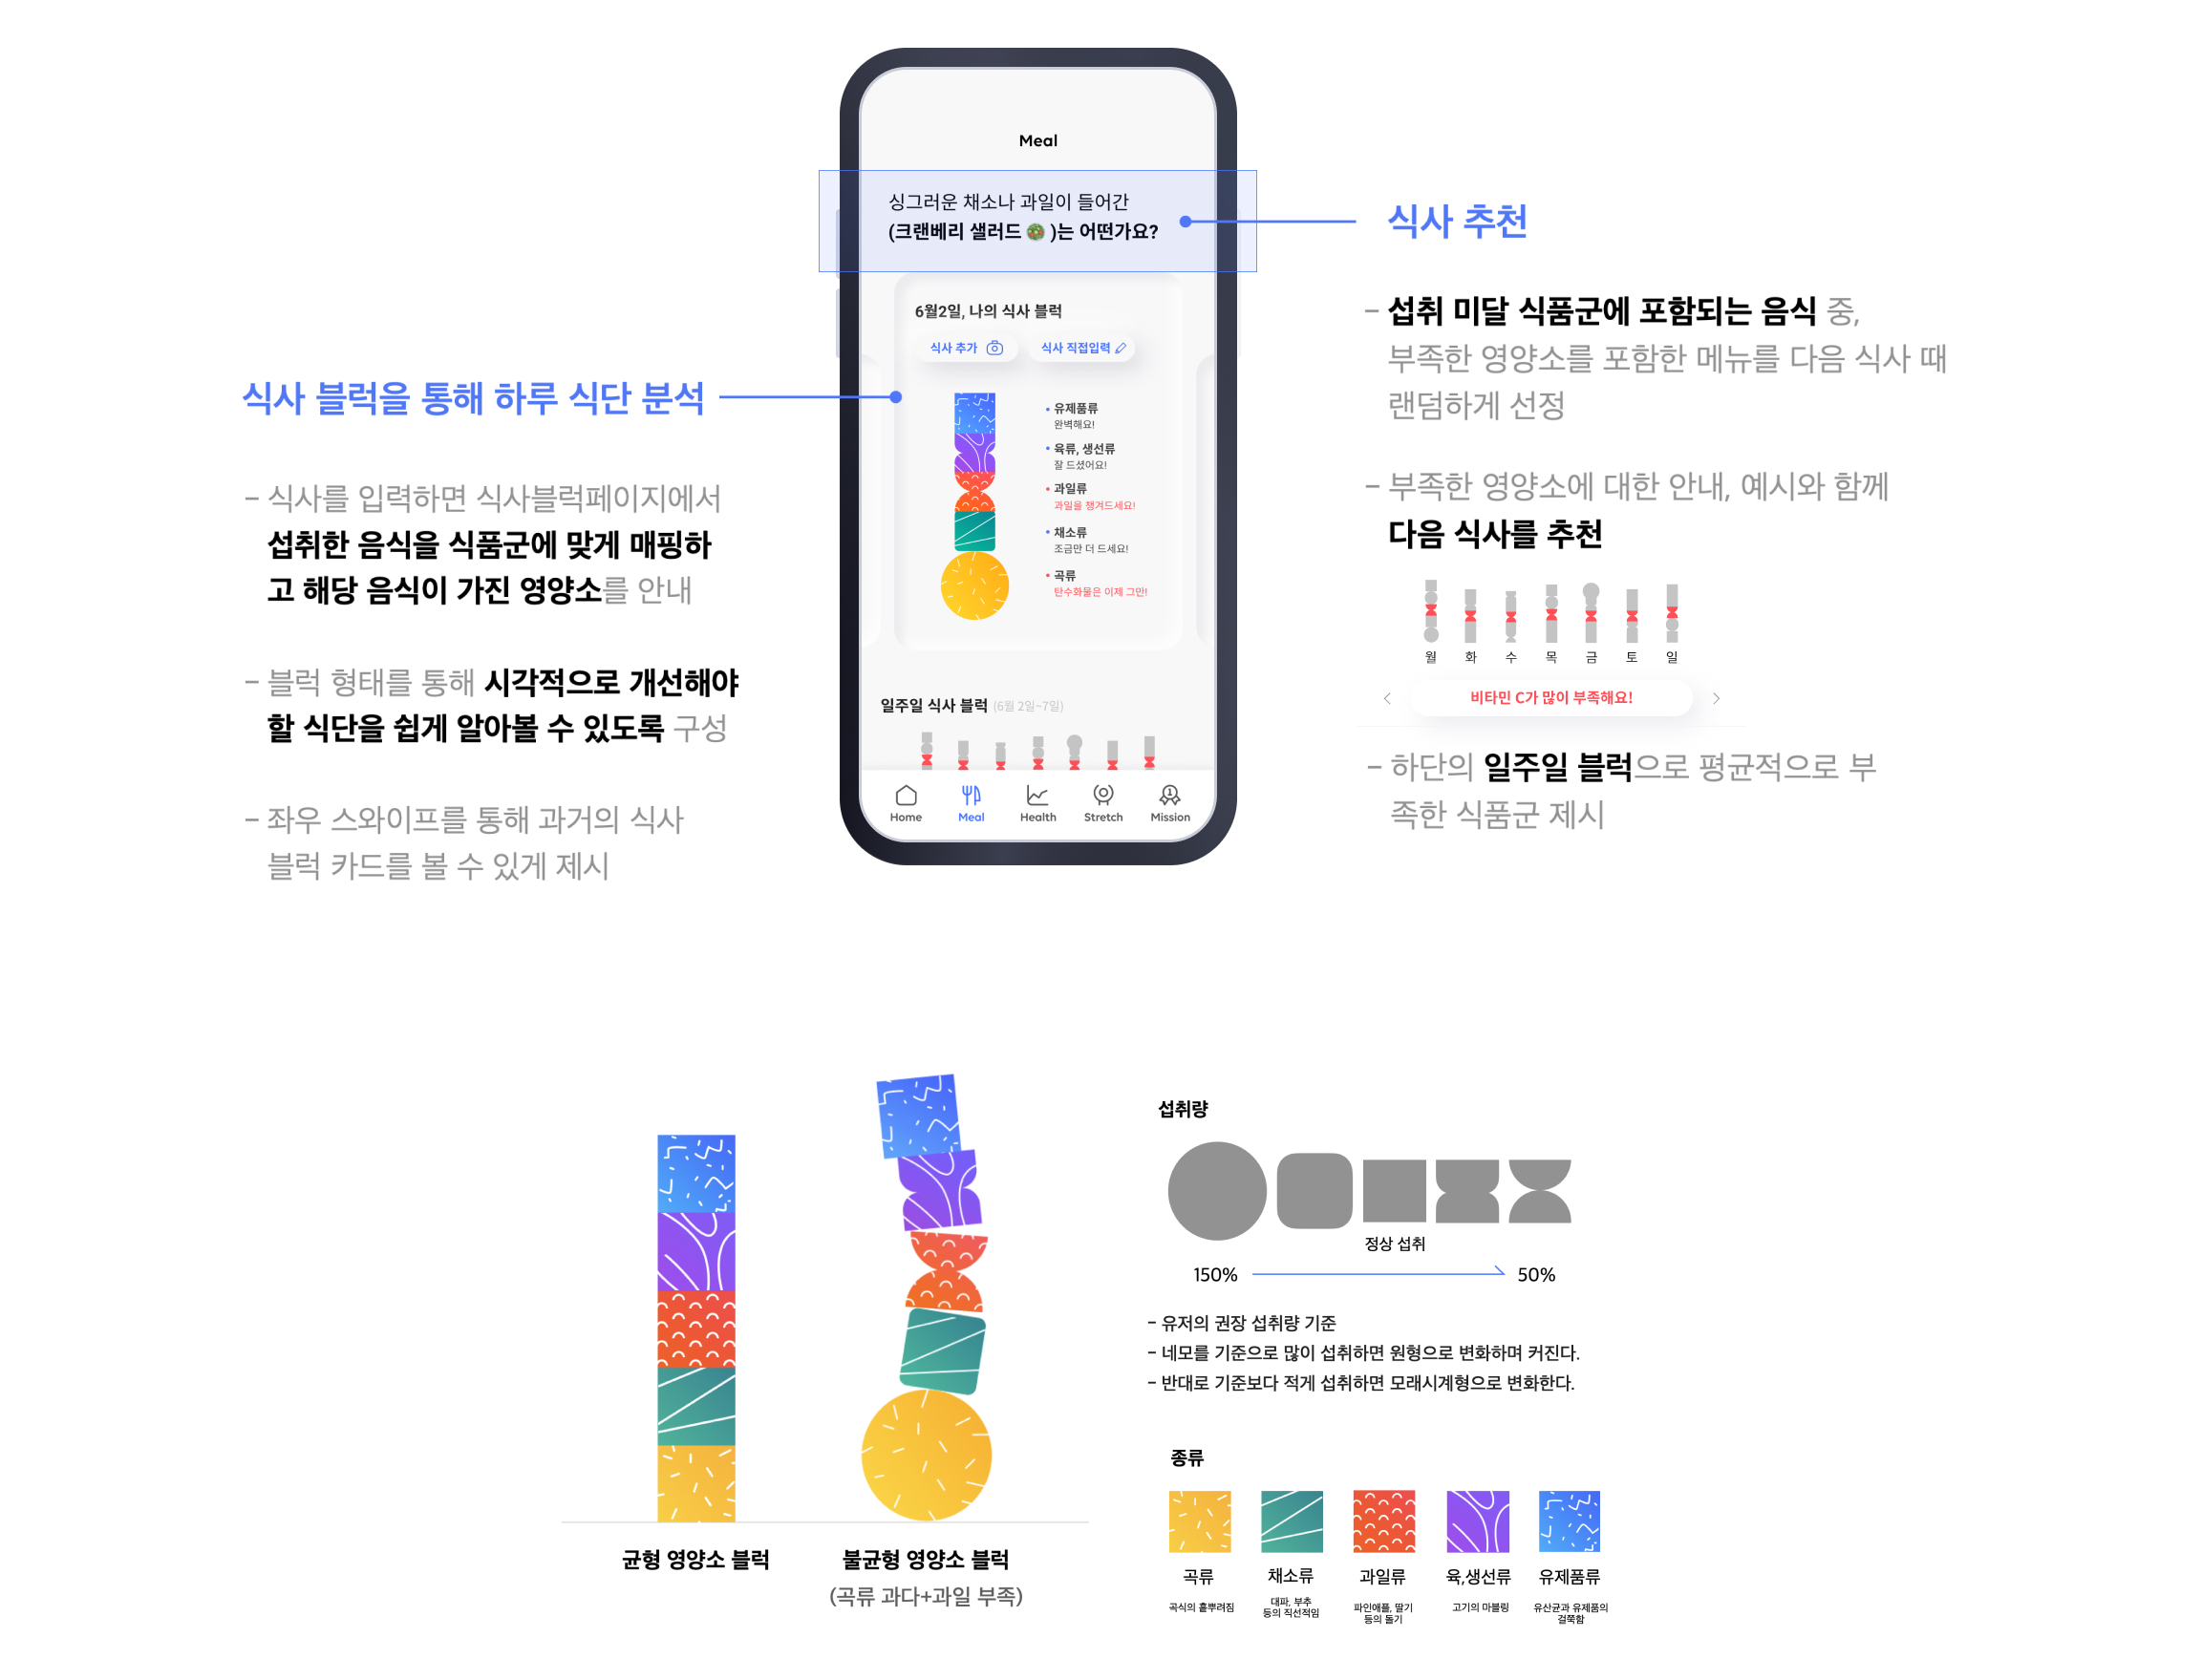 Meal
싱그러운 채소나 과일이 들어간
(크랜베리 샐러드 🥗 )는 어떤가요?
6월2일, 나의 식사 블럭
식사 추가
식사 직접입력
유제품류
완벽해요!
육류, 생선류
잘 드셨어요!
과일류
과일을 챙겨드세요!
채소류
조금만 더 드세요!
곡류
탄수화물은 이제 그만!
일주일 식사 블럭 (6월 2일~7일)
Home
Meal
Health
Stretch
Mission
식사 블럭을 통해 하루 식단 분석
- 식사를 입력하면 식사블럭페이지에서
섭취한 음식을 식품군에 맞게 매핑하
고 해당 음식이 가진 영양소를 안내
- 블럭 형태를 통해 시각적으로 개선해야
할 식단을 쉽게 알아볼 수 있도록 구성
- 좌우 스와이프를 통해 과거의 식사
블럭 카드를 볼 수 있게 제시
식사 추천
- 섭취 미달 식품군에 포함되는 음식 중,
부족한 영양소를 포함한 메뉴를 다음 식사 때
랜덤하게 선정
- 부족한 영양소에 대한 안내, 예시와 함께
다음 식사를 추천
월 화 수 목 금 토 일
비타민 C가 많이 부족해요!
- 하단의 일주일 블럭으로 평균적으로 부
족한 식품군 제시
균형 영양소 블럭
불균형 영양소 블럭
(곡류 과다+과일 부족)
섭취량
정상 섭취
150%
50%
- 유저의 권장 섭취량 기준
- 네모를 기준으로 많이 섭취하면 원형으로 변화하며 커진다.
- 반대로 기준보다 적게 섭취하면 모래시계형으로 변화한다.
종류
곡류
곡식의 흩뿌려짐
채소류
대파, 부추
등의 직선적임
과일류
파인애플, 딸기
등의 돌기
육,생선류
고기의 마블링
유제품류
유산균과 유제품의
걸쭉함